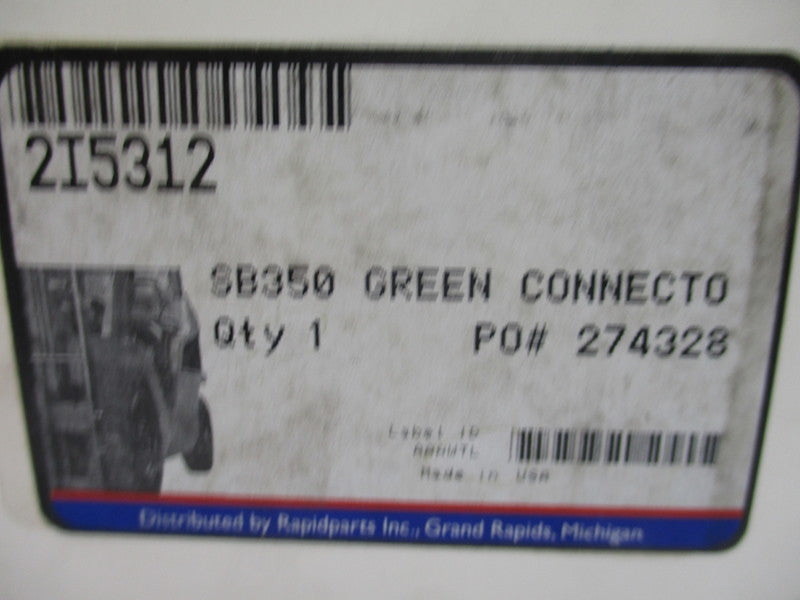 2I5312
SB350 GREEN CONNECTO
Qty 1 PO# 274328
Label ID
Made in USA
Distributed by Rapidparts Inc., Grand Rapids, Michigan